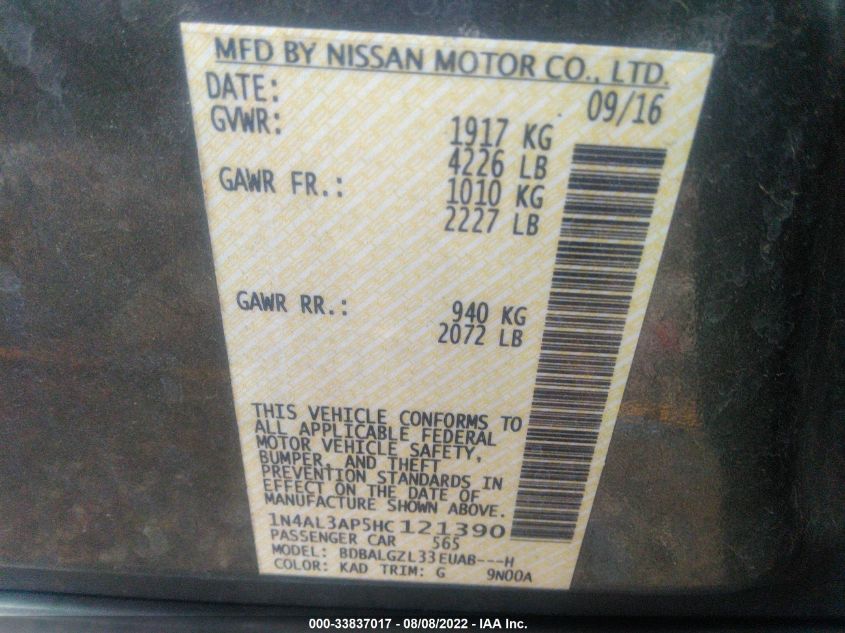 MFD BY NISSAN MOTOR CO., LTD.
DATE: 09/16
GVWR: 1917 KG
4226 LB
GAWR FR.: 1010 KG
2227 LB
GAWR RR.: 940 KG
2072 LB
THIS VEHICLE CONFORMS TO
ALL APPLICABLE FEDERAL
MOTOR VEHICLE SAFETY,
BUMPER, AND THEFT
PREVENTION STANDARDS IN
EFFECT ON THE DATE OF
MANUFACTURE SHOWN ABOVE.
1N4AL3AP5HC121390
PASSENGER CAR 565
MODEL: BDBALGZL33EUAB---H
COLOR: KAD TRIM: G 9N00A
000-33837017 - 08/08/2022 - IAA Inc.